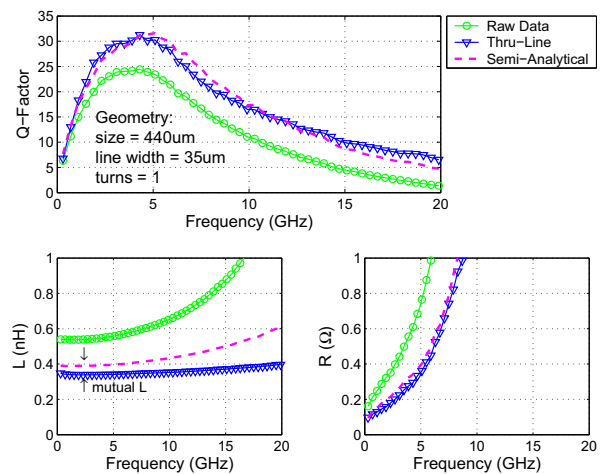 35
30
25
20
15
10
5
0
Q−Factor
Geometry:
size = 440um
line width = 35um
turns = 1
0 5 10 15 20
Frequency (GHz)
Raw Data
Thru−Line
Semi−Analytical
1
0.8
0.6
0.4
0.2
0
L (nH)
mutual L
0 5 10 15 20
Frequency (GHz)
1
0.8
0.6
0.4
0.2
0
R (Ω)
0 5 10 15 20
Frequency (GHz)